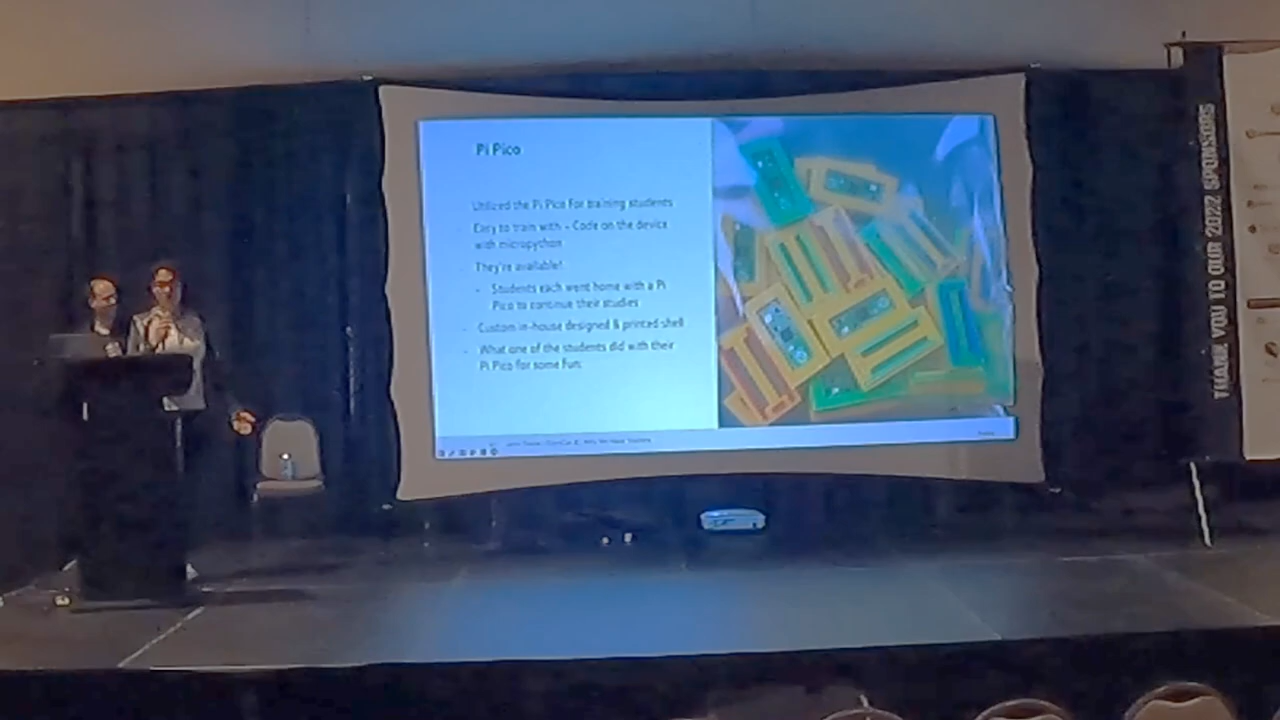 Pi Pico
Utilized the Pi Pico for training students
Easy to train with - Code on the device
with micropython
They're available!
- Students each went home with a Pi
Pico to continue their studies
- Custom in-house designed & printed shell
- What one of the students did with their
Pi Pico for some fun:
THANK YOU TO OUR 2022 SPONSORS